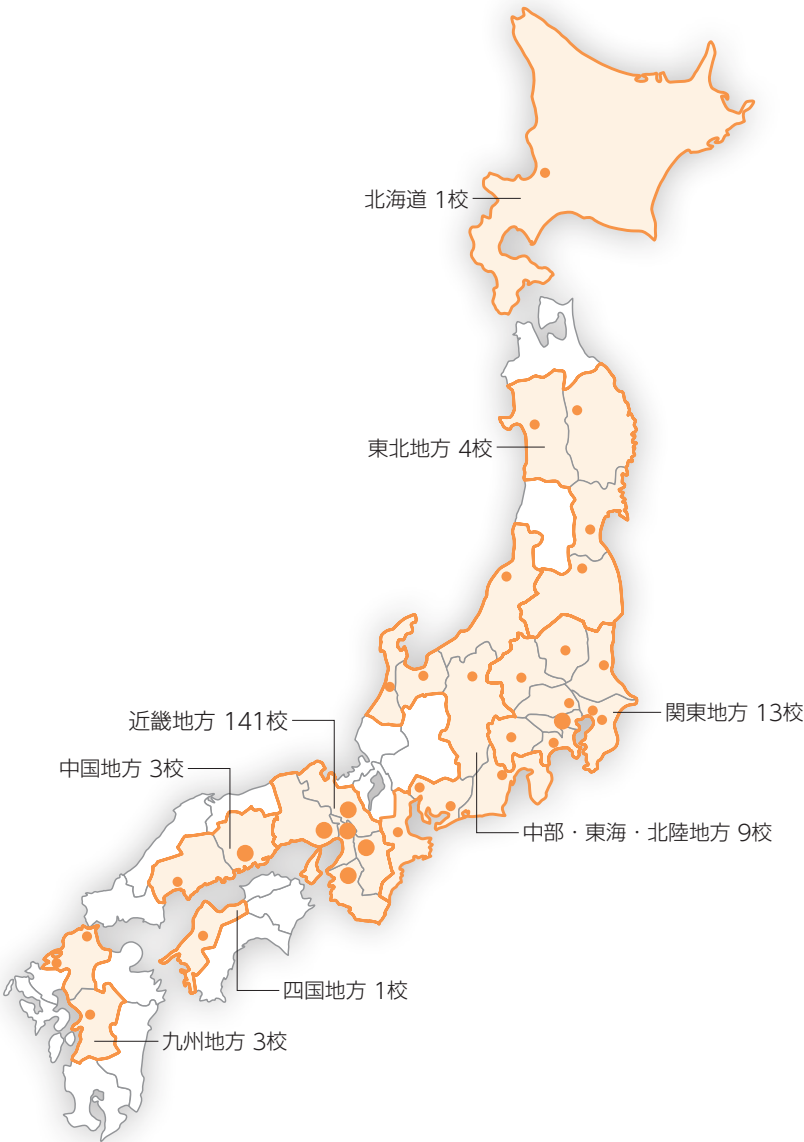 北海道 1校
東北地方 4校
関東地方 13校
近畿地方 141校
中国地方 3校
中部・東海・北陸地方 9校
四国地方 1校
九州地方 3校